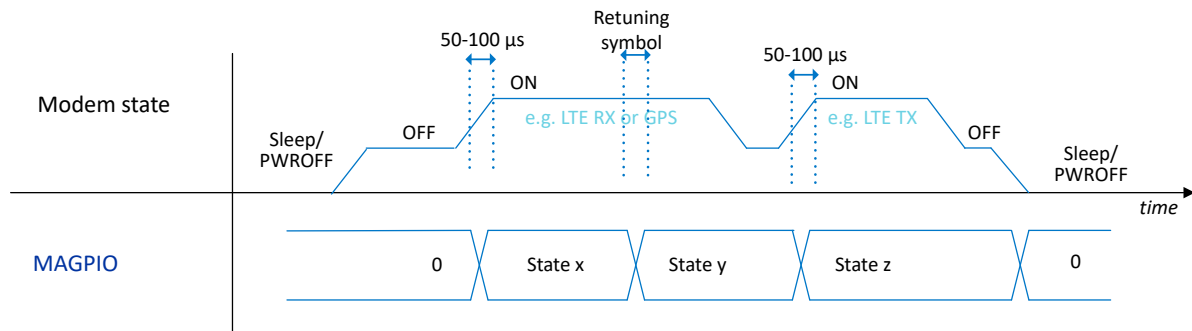 Retuning
symbol
50-100 µs
50-100 µs
ON
ON
Modem state
e.g. LTE RX or GPS
e.g. LTE TX
OFF
OFF
Sleep/
PWROFF
Sleep/
PWROFF
time
MAGPIO
0
State x
State y
State z
0